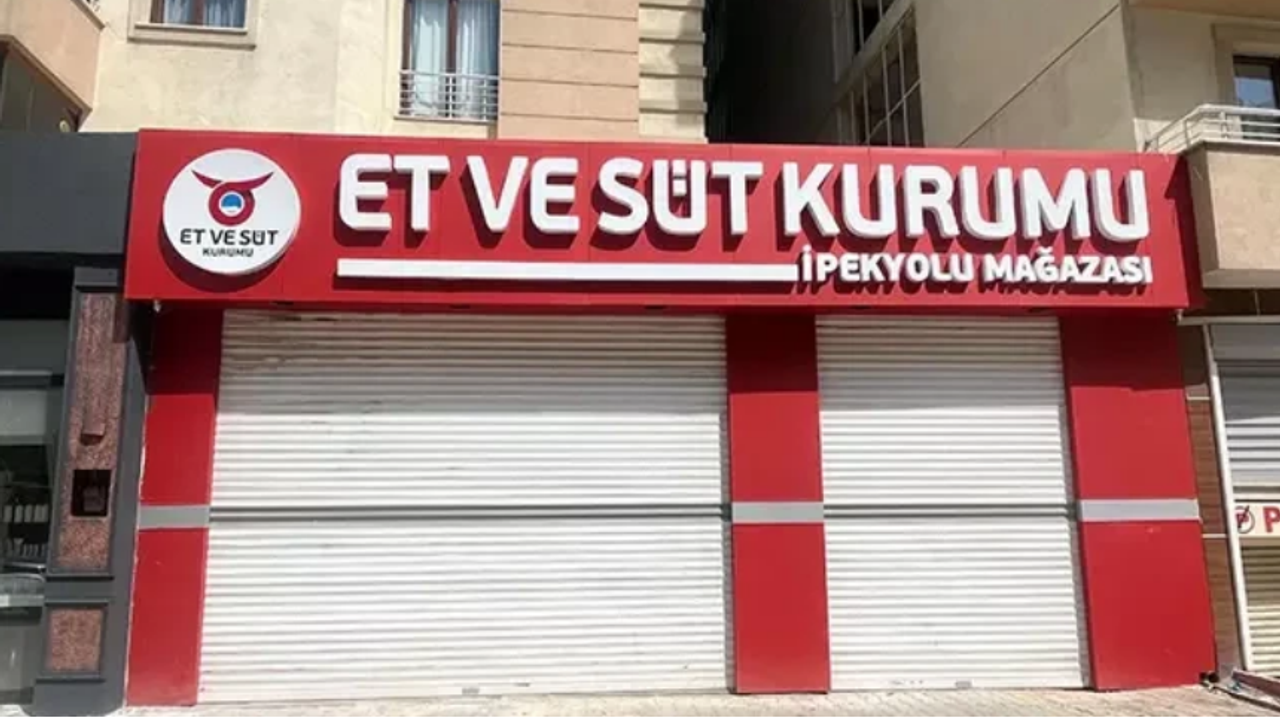 ET VE SÜT KURUMU
İPEKYOLU MAĞAZASI
ET VE SÜT
KURUMU
P